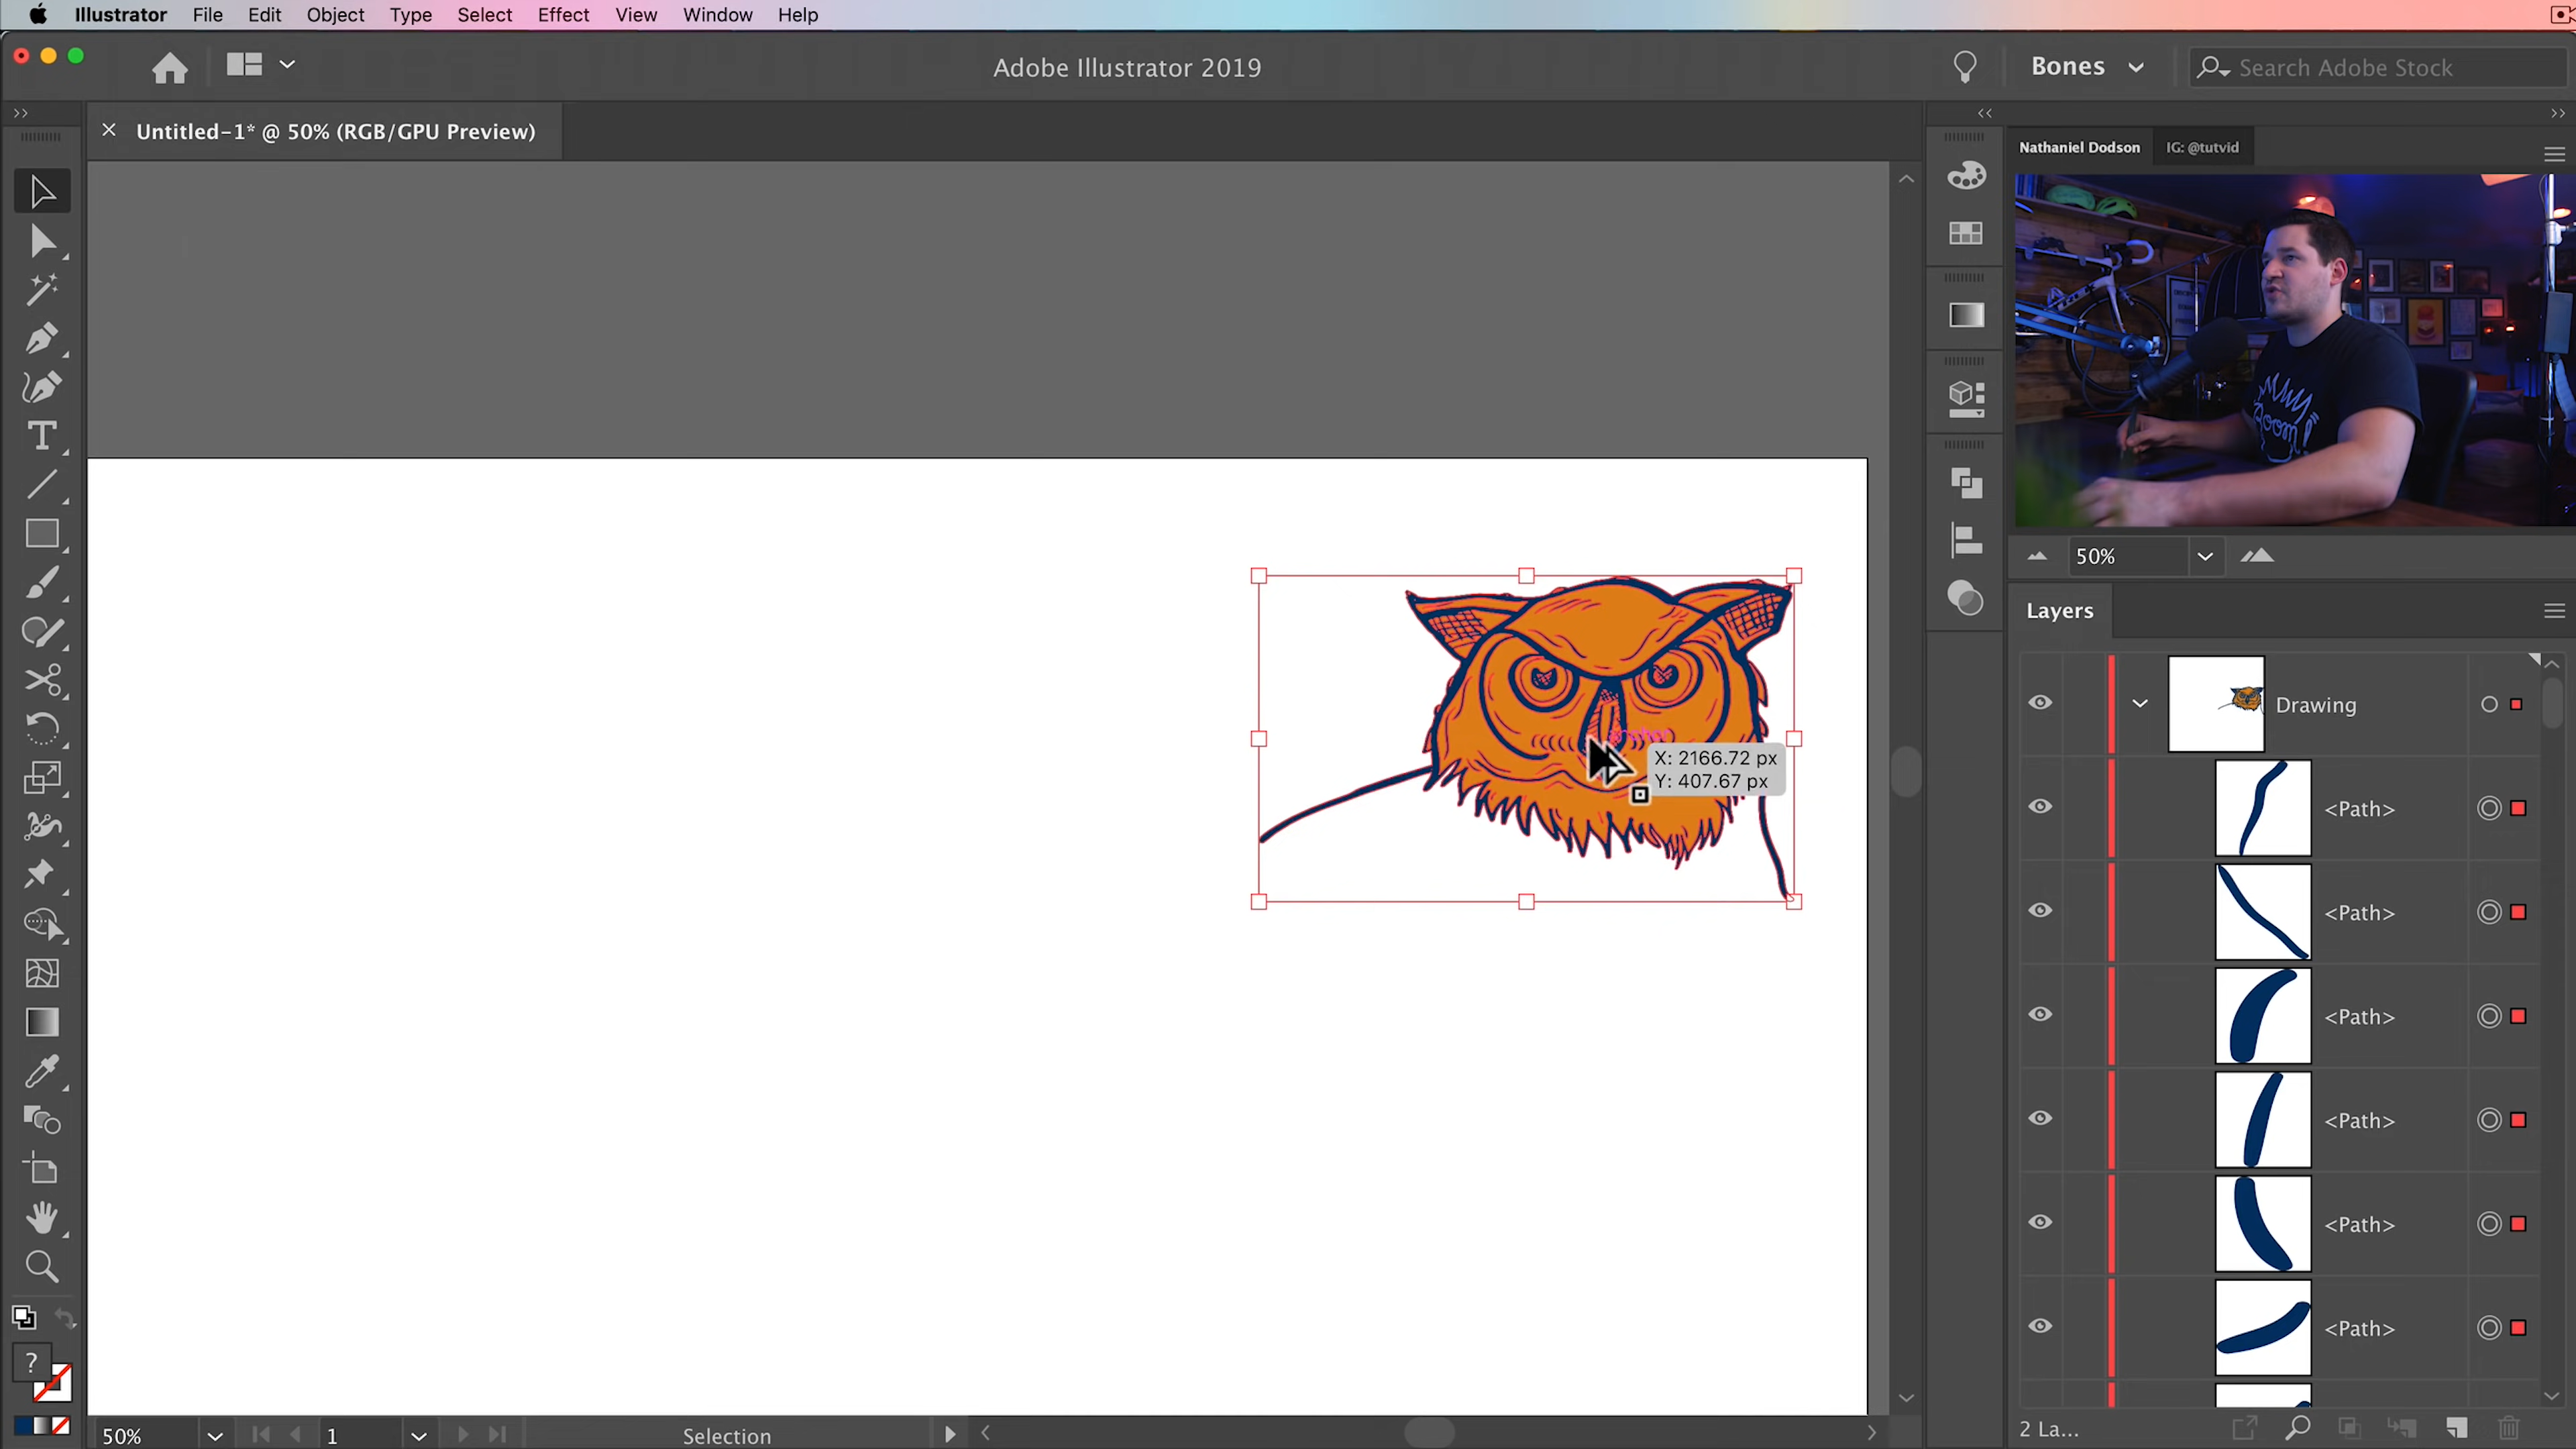 Illustrator File Edit Object Type Select Effect View Window Help
Adobe Illustrator 2019
Bones
Search Adobe Stock
Untitled-1* @ 50% (RGB/GPU Preview)
Nathaniel Dodson
IG: @tutvid
50%
Layers
Drawing
X: 2166.72 px
Y: 407.67 px
<Path>
<Path>
<Path>
<Path>
<Path>
<Path>
?
50%
1
Selection
2 La...